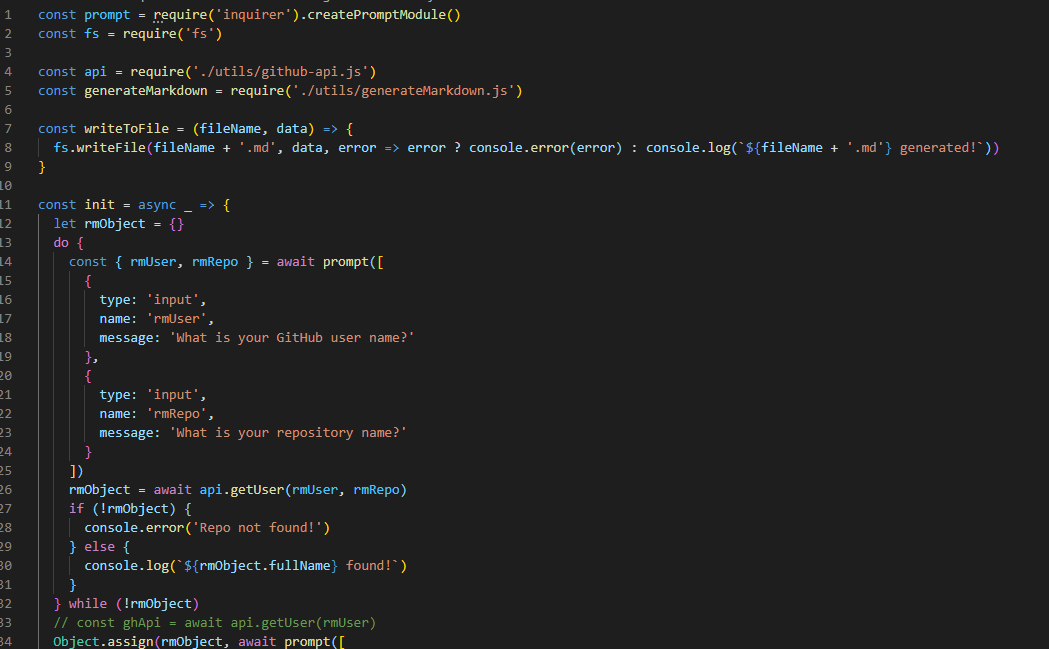 1 const prompt = require('inquirer').createPromptModule()
2 const fs = require('fs')
3
4 const api = require('./utils/github-api.js')
5 const generateMarkdown = require('./utils/generateMarkdown.js')
6
7 const writeToFile = (fileName, data) => {
8 fs.writeFile(fileName + '.md', data, error => error ? console.error(error) : console.log(`${fileName + '.md'} generated!`))
9 }
10
11 const init = async _ => {
12 let rmObject = {}
13 do {
14 const { rmUser, rmRepo } = await prompt([
15 {
16 type: 'input',
17 name: 'rmUser',
18 message: 'What is your GitHub user name?'
19 },
20 {
21 type: 'input',
22 name: 'rmRepo',
23 message: 'What is your repository name?'
24 }
25 ])
26 rmObject = await api.getUser(rmUser, rmRepo)
27 if (!rmObject) {
28 console.error('Repo not found!')
29 } else {
30 console.log(`${rmObject.fullName} found!`)
31 }
32 } while (!rmObject)
33 // const ghApi = await api.getUser(rmUser)
34 Object.assign(rmObject, await prompt([